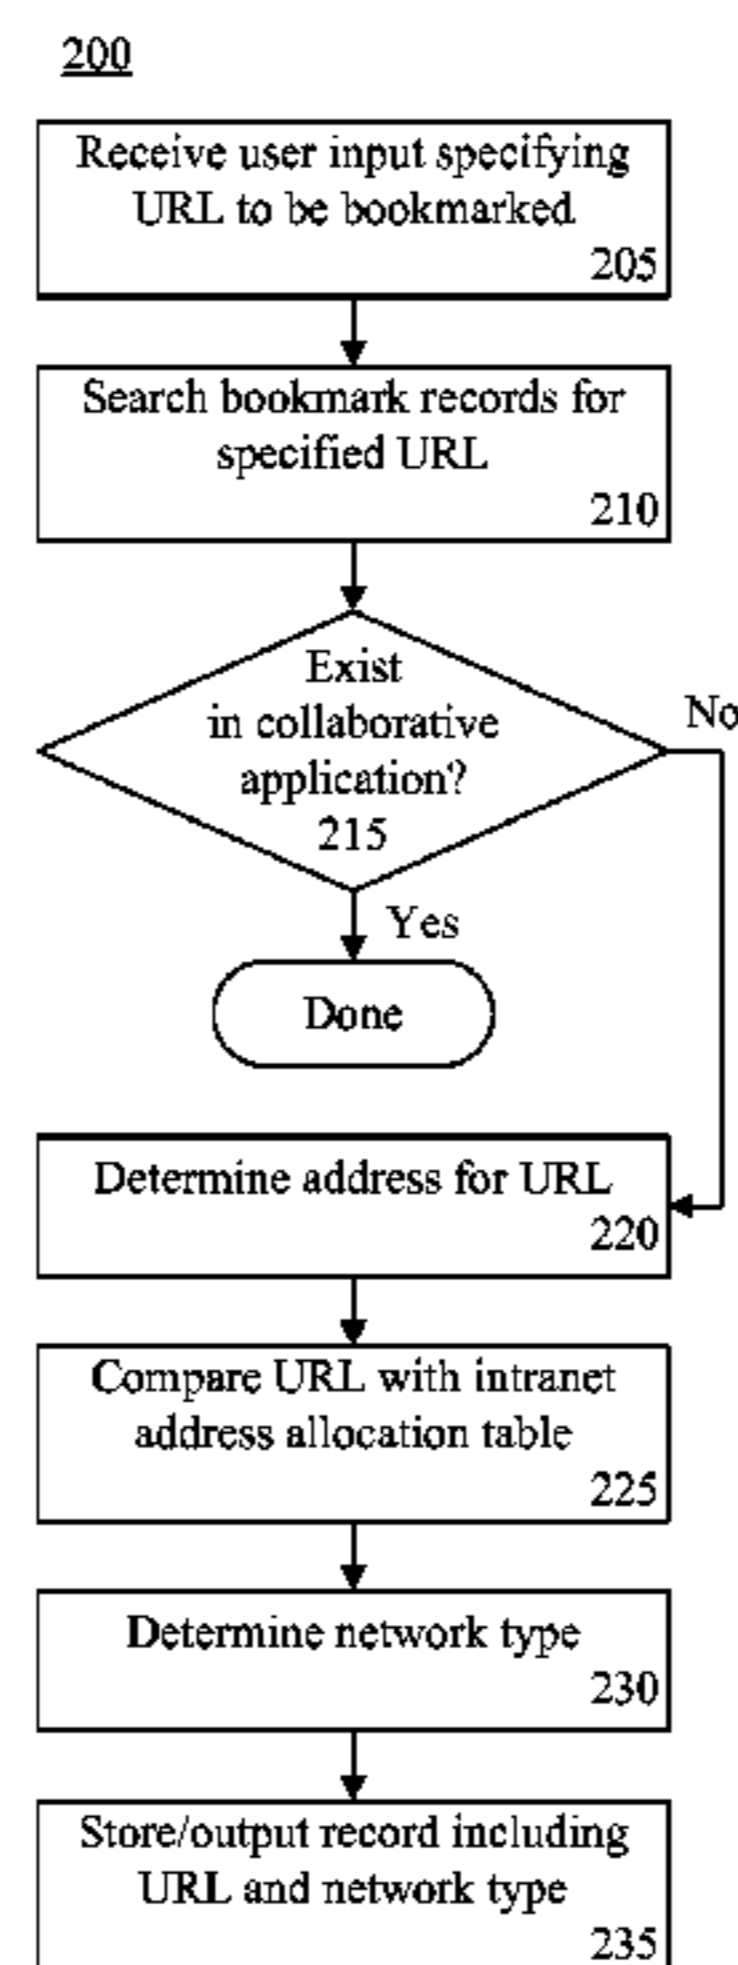 200
Receive user input specifying
URL to be bookmarked
205
Search bookmark records for
specified URL
210
Exist
in collaborative
application?
215
No
Yes
Done
Determine address for URL
220
Compare URL with intranet
address allocation table
225
Determine network type
230
Store/output record including
URL and network type
235